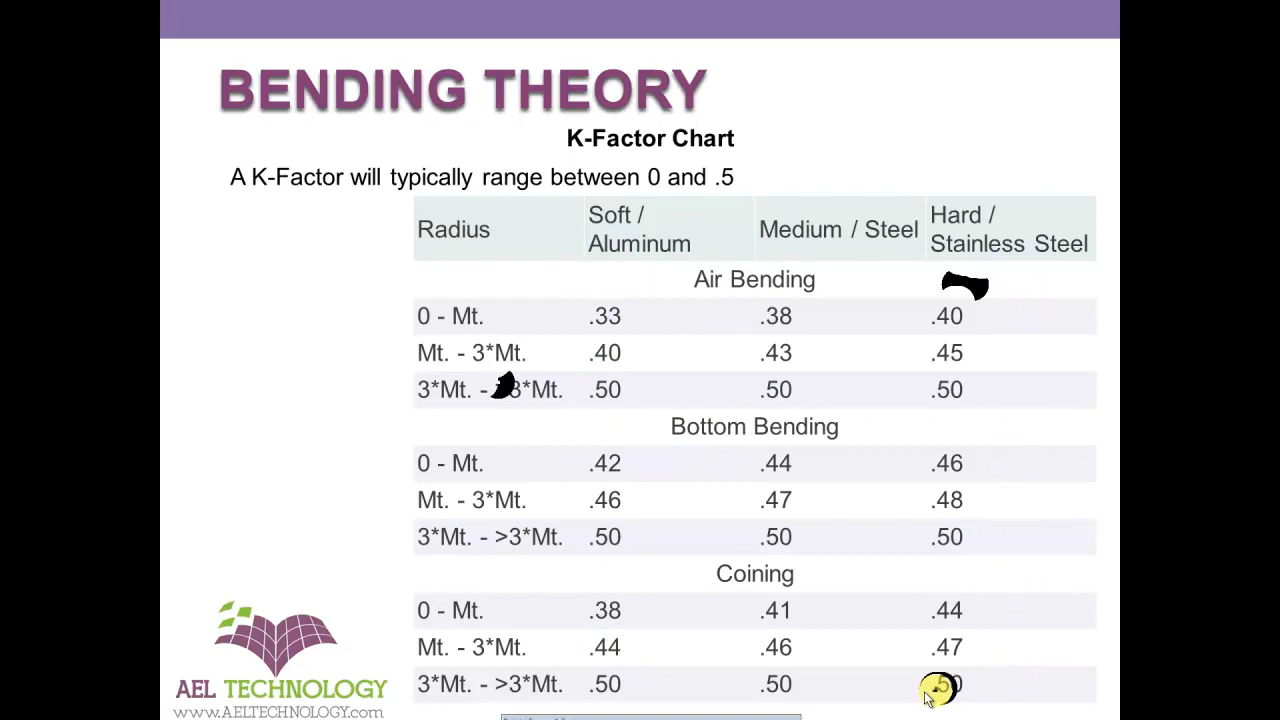 BENDING THEORY
K-Factor Chart
A K-Factor will typically range between 0 and .5
Radius Soft / Aluminum Medium / Steel Hard / Stainless Steel
Air Bending
0 - Mt. .33 .38 .40
Mt. - 3*Mt. .40 .43 .45
3*Mt. - 3*Mt. .50 .50 .50
Bottom Bending
0 - Mt. .42 .44 .46
Mt. - 3*Mt. .46 .47 .48
3*Mt. - >3*Mt. .50 .50 .50
Coining
0 - Mt. .38 .41 .44
Mt. - 3*Mt. .44 .46 .47
3*Mt. - >3*Mt. .50 .50 .50
AEL TECHNOLOGY
www.AELTECHNOLOGY.com